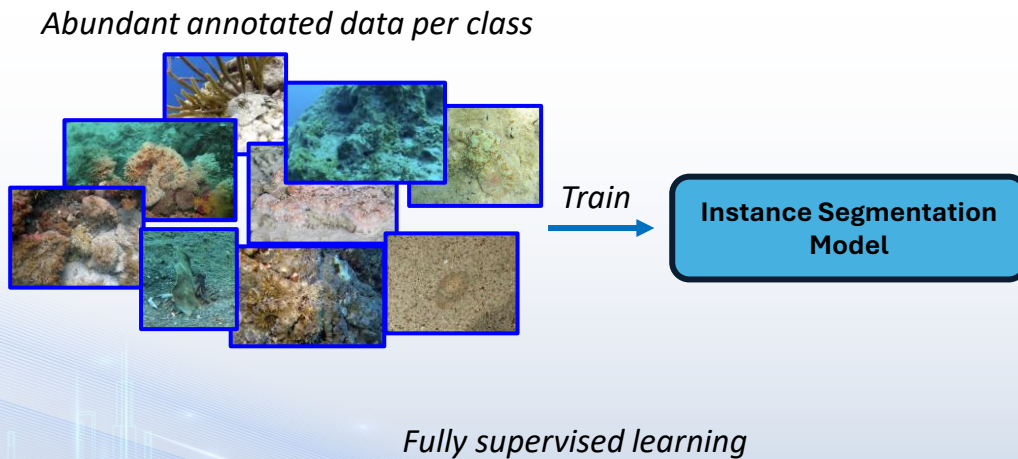 Abundant annotated data per class
Train
Instance Segmentation
Model
Fully supervised learning